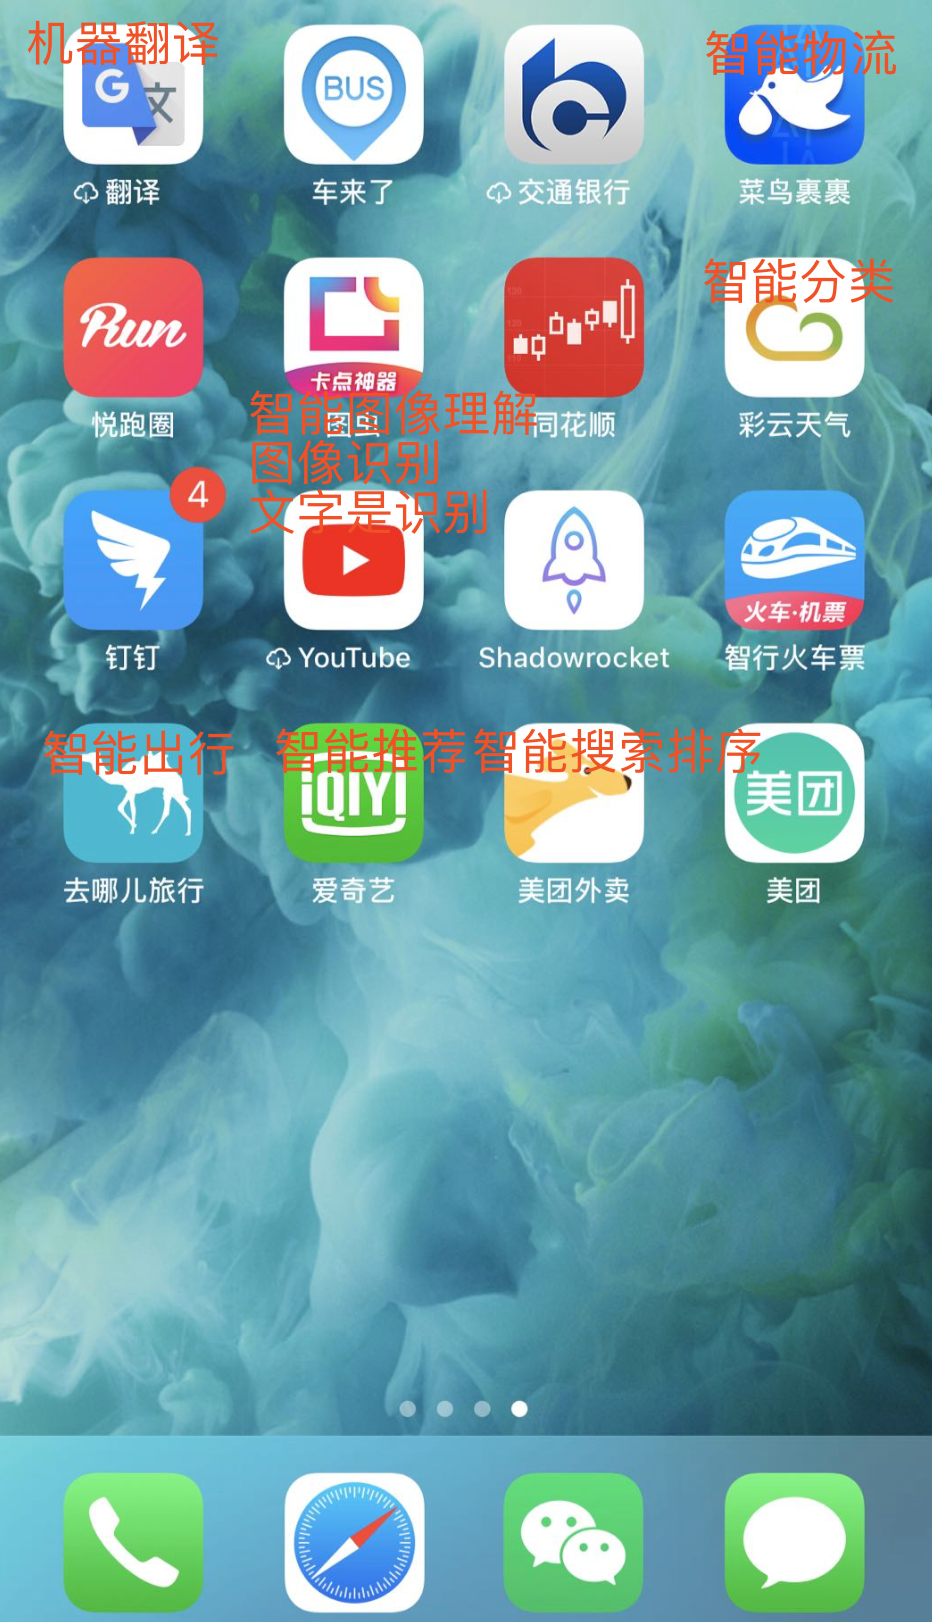 机器翻译
智能物流
G 文
BUS
翻译
车来了
交通银行
菜鸟裹裹
智能分类
Run
卡点神器
悦跑圈
图虫
同花顺
彩云天气
智能图像理解
图像识别
文字是识别
4
火车·机票
钉钉
YouTube
Shadowrocket
智行火车票
智能出行
智能推荐
智能搜索排序
iQIYI
美团
去哪儿旅行
爱奇艺
美团外卖
美团